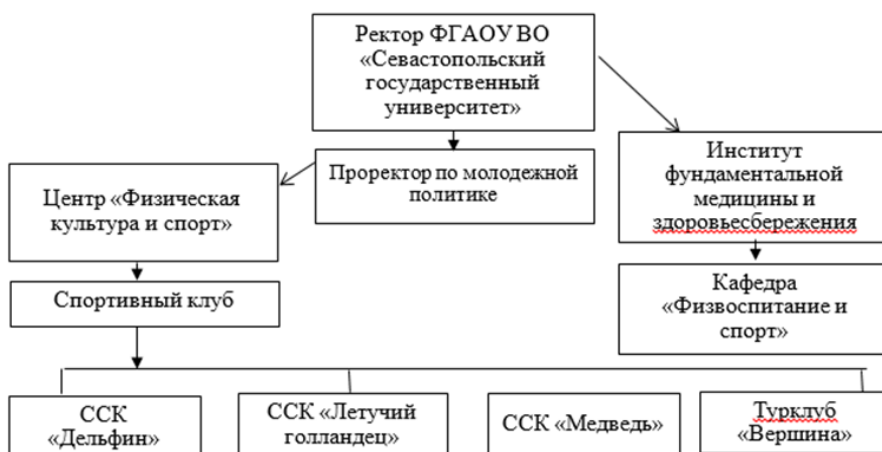 Ректор ФГАОУ ВО
«Севастопольский
государственный
университет»
Проректор по молодежной
политике
Институт
фундаментальной
медицины и
здоровьесбережения
Центр «Физическая
культура и спорт»
Спортивный клуб
Кафедра
«Физвоспитание и
спорт»
ССК
«Дельфин»
ССК «Летучий
голландец»
ССК «Медведь»
Турклуб
«Вершина»